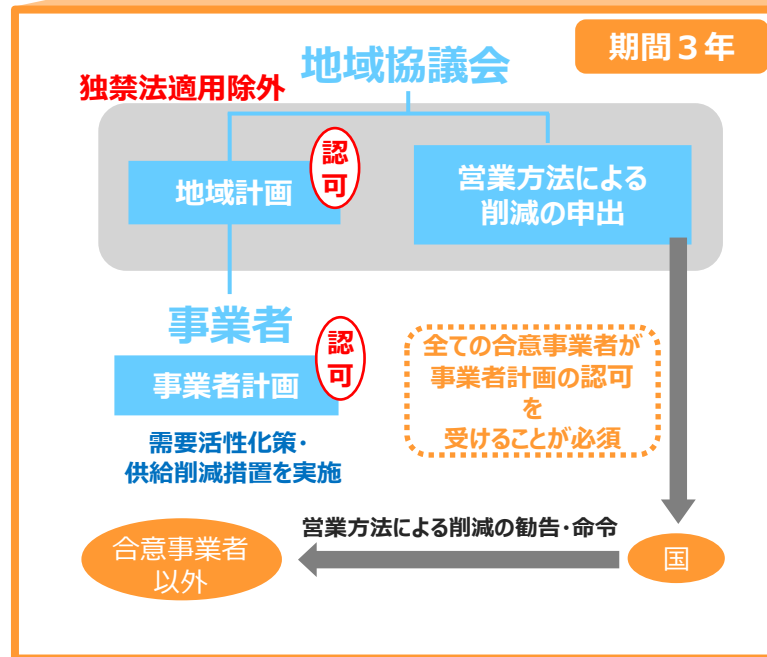 期間３年
地域協議会
独禁法適用除外
認
可
地域計画
営業方法による
削減の申出
事業者
認
可
事業者計画
全ての合意事業者が
事業者計画の認可
を
受けることが必須
需要活性化策・
供給削減措置を実施
営業方法による削減の勧告・命令
合意事業者
以外
国